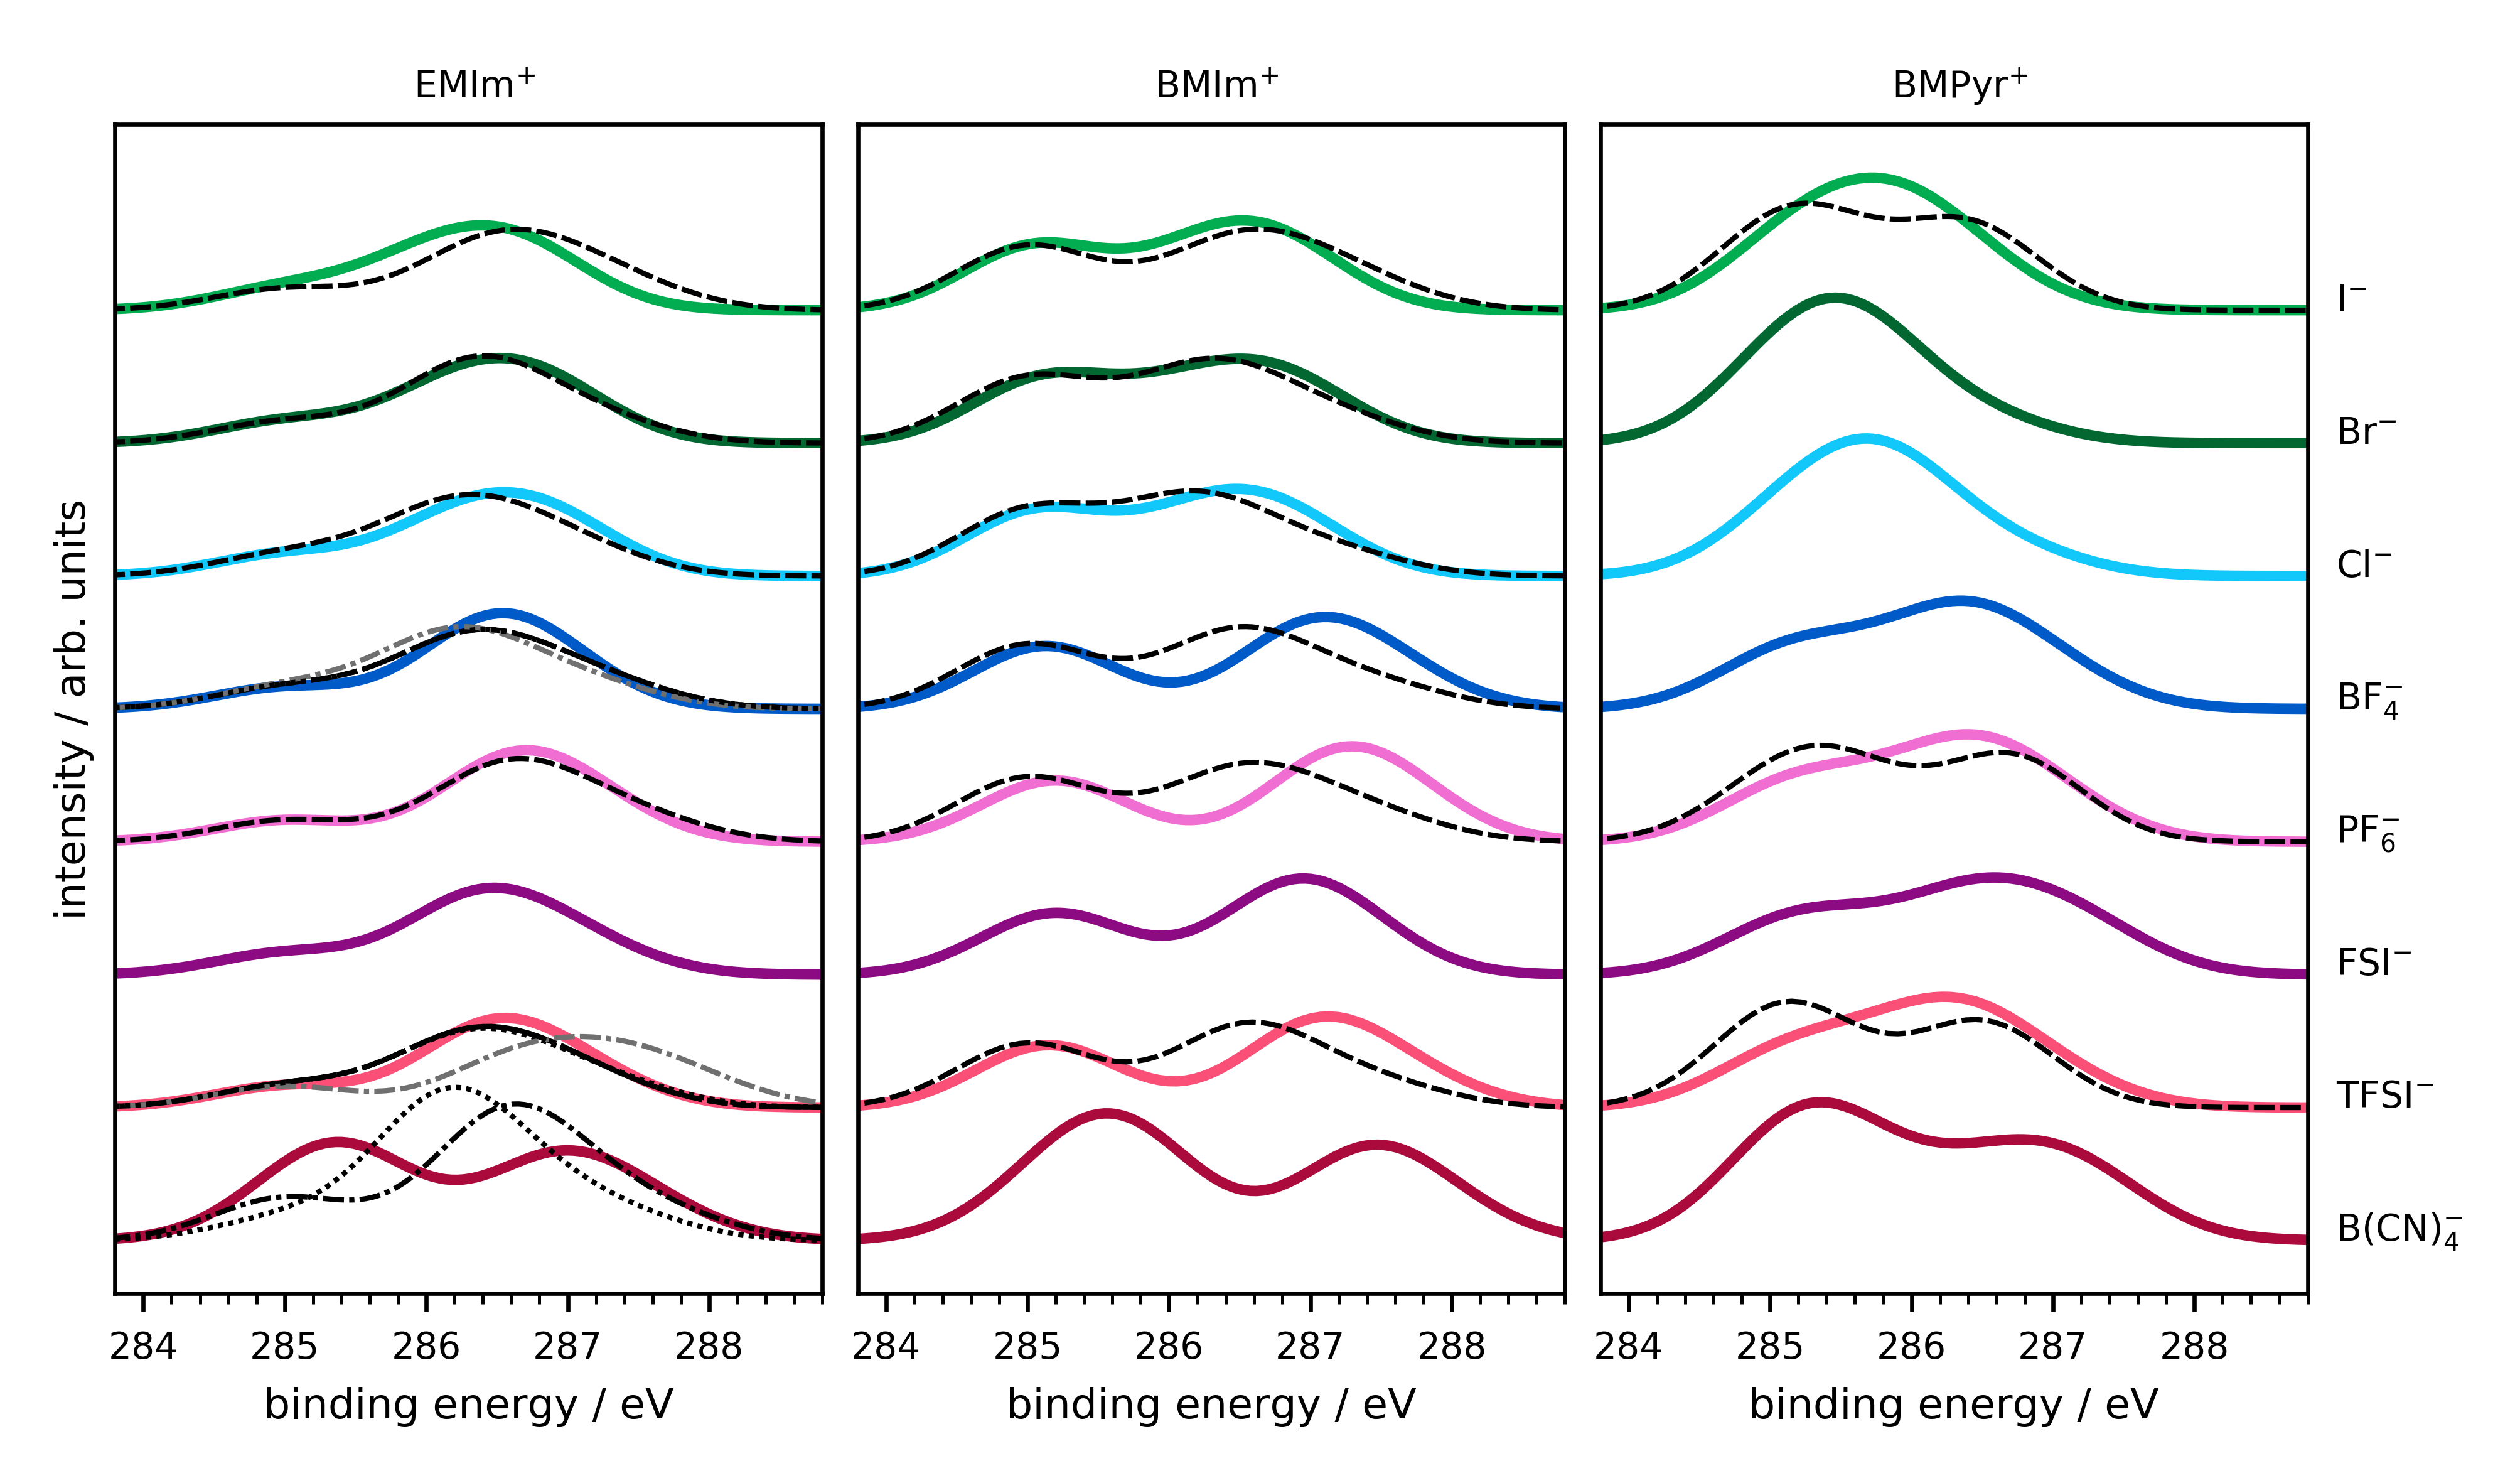 EMIm⁺ BMIm⁺ BMPyr⁺
intensity / arb. units
I⁻
Br⁻
Cl⁻
BF₄⁻
PF₆⁻
FSI⁻
TFSI⁻
B(CN)₄⁻
284 285 286 287 288 284 285 286 287 288 284 285 286 287 288
binding energy / eV binding energy / eV binding energy / eV